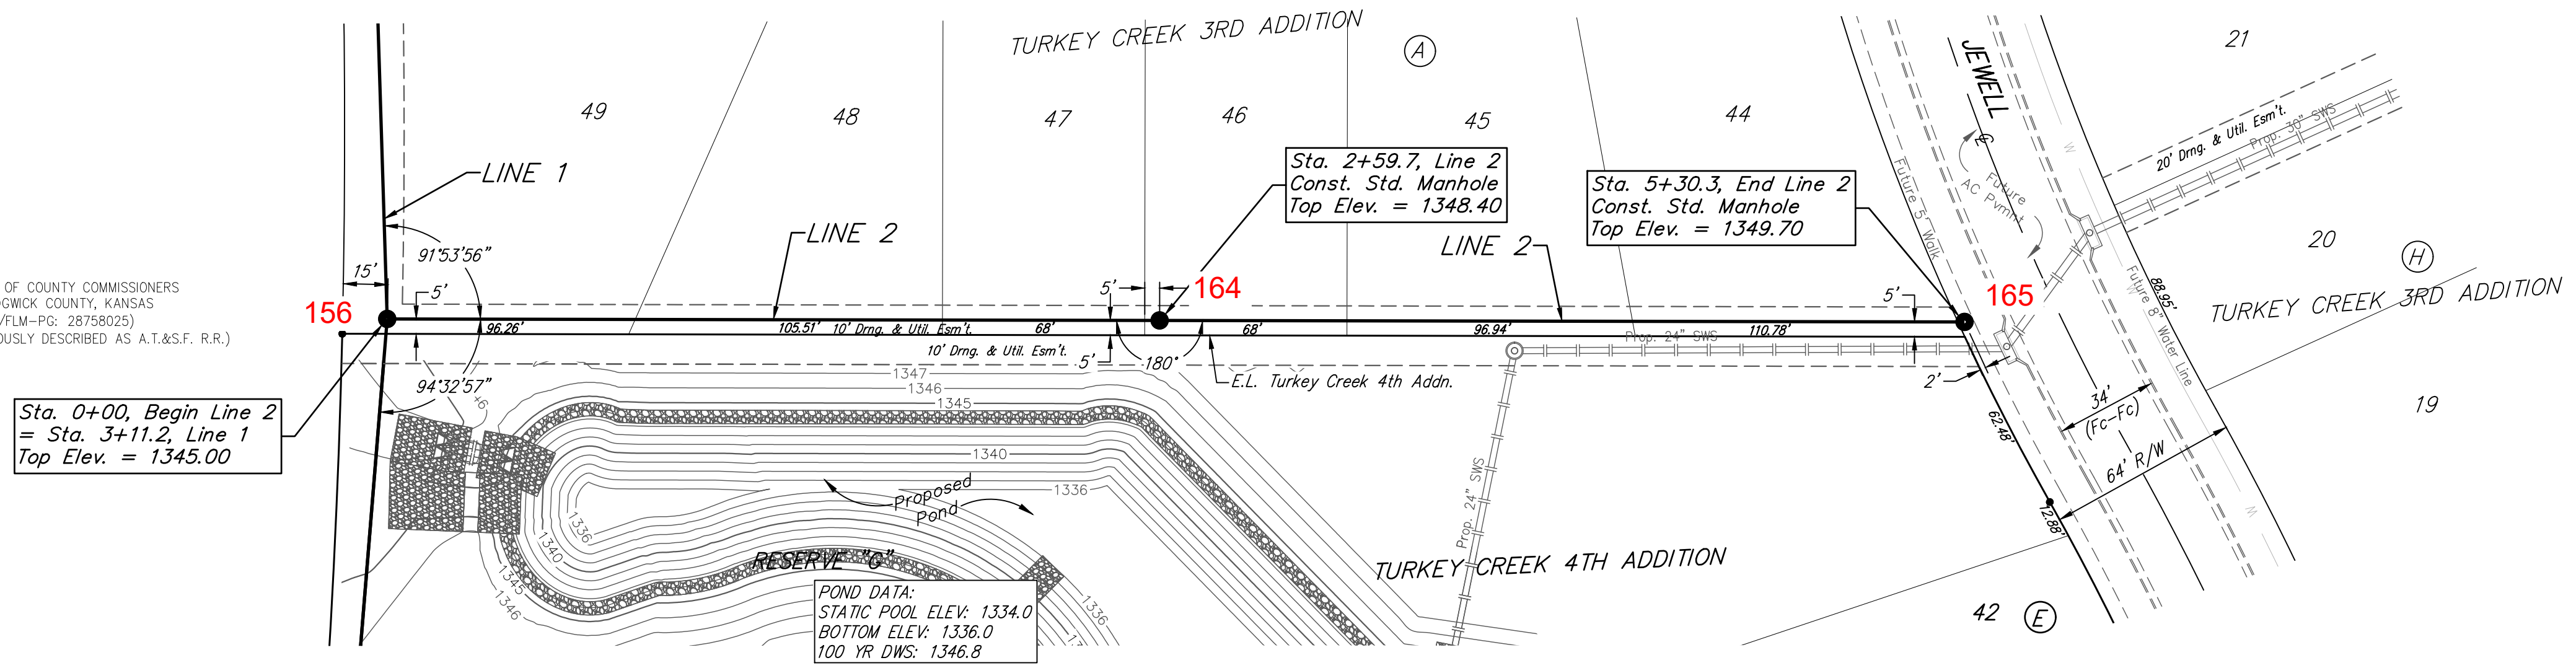 TURKEY CREEK 3RD ADDITION
A
49
48
47
46
45
44
21
JEWELL
℄
20' Drng. & Util. Esm't.
Prop. 30" SWS
W
Future 5' Walk
Future
AC Pvmnt
LINE 1
LINE 2
LINE 2
Sta. 2+59.7, Line 2
Const. Std. Manhole
Top Elev. = 1348.40
Sta. 5+30.3, End Line 2
Const. Std. Manhole
Top Elev. = 1349.70
91°53'56"
15'
5'
OF COUNTY COMMISSIONERS
GWICK COUNTY, KANSAS
/FLM-PG: 28758025)
OUSLY DESCRIBED AS A.T.&S.F. R.R.)
156
164
165
5'
5'
20
H
TURKEY CREEK 3RD ADDITION
88.95'
W
Future 8" Water Line
96.26'
105.51'
10' Drng. & Util. Esm't.
68'
68'
96.94'
110.78'
Prop. 24" SWS
10' Drng. & Util. Esm't.
5'
180°
E.L. Turkey Creek 4th Addn.
2'
94°32'57"
Sta. 0+00, Begin Line 2
= Sta. 3+11.2, Line 1
Top Elev. = 1345.00
1347
1346
1345
1340
1336
Proposed
Pond
1336
1340
1345
1346
RESERVE "G"
POND DATA:
STATIC POOL ELEV: 1334.0
BOTTOM ELEV: 1336.0
100 YR DWS: 1346.8
1336
Prop. 24" SWS
TURKEY CREEK 4TH ADDITION
62.48'
34'
(Fc-Fc)
64' R/W
12.88'
W
19
42
E